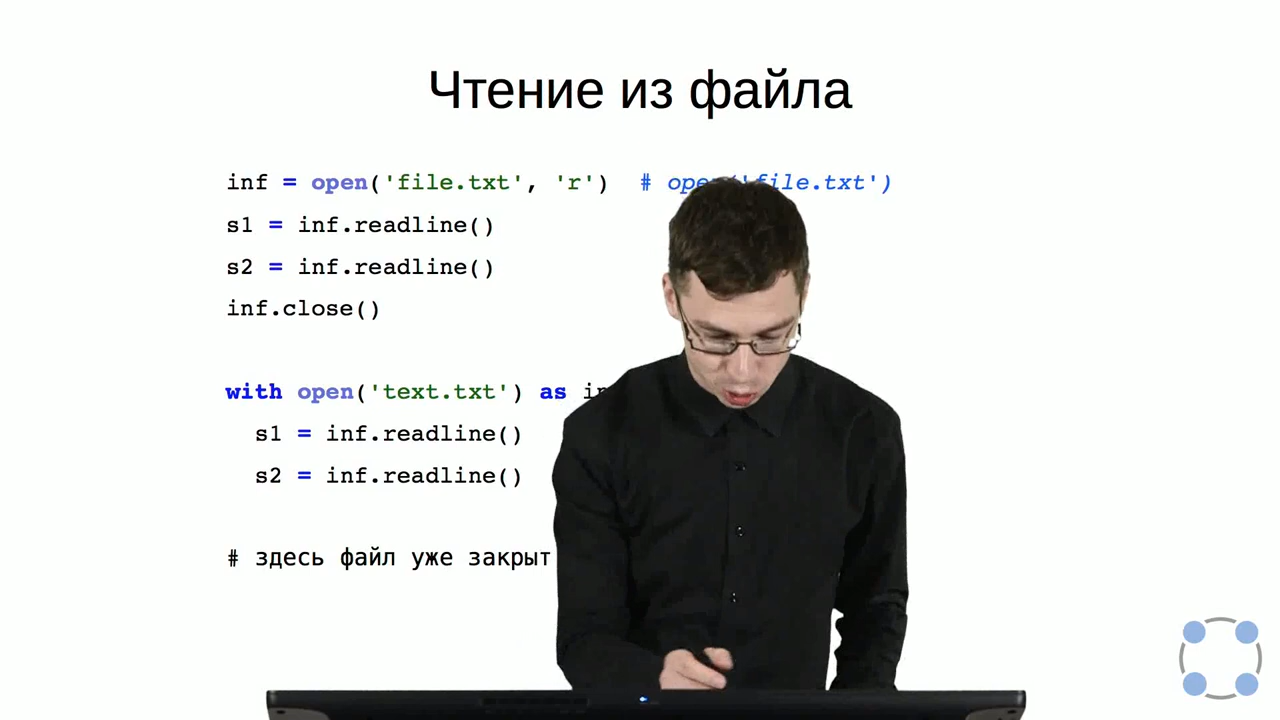 Чтение из файла
inf = open('file.txt', 'r') # open('file.txt')
s1 = inf.readline()
s2 = inf.readline()
inf.close()
with open('text.txt') as
s1 = inf.readline()
s2 = inf.readline()
# здесь файл уже закрыт